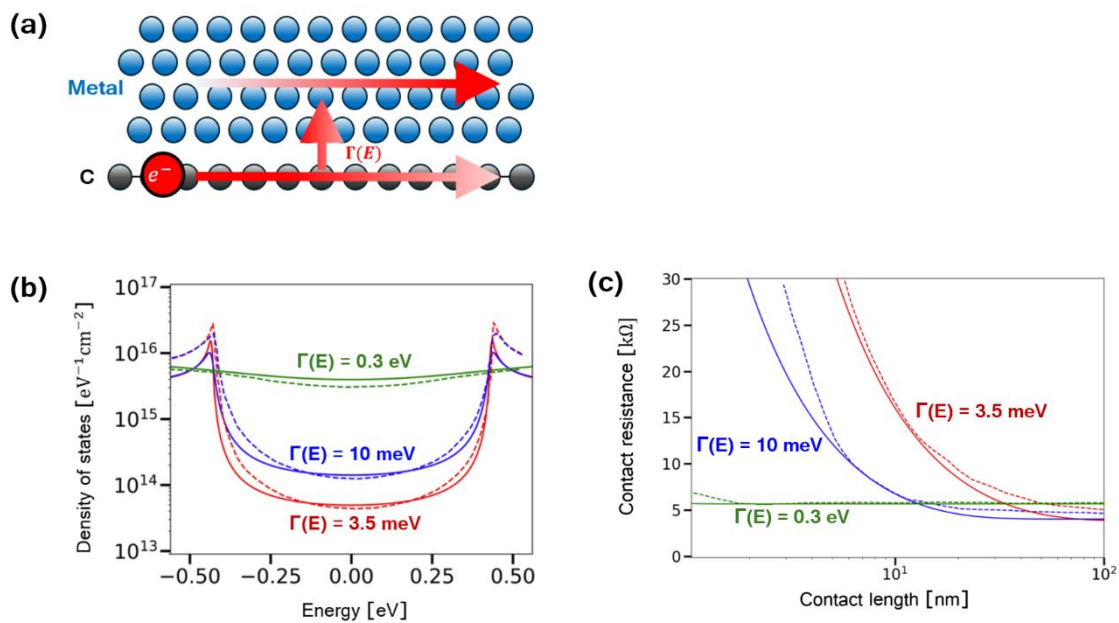 (a)
Metal
Γ(E)
C
e⁻
(b)
Density of states [eV⁻¹cm⁻²]
10¹⁷
10¹⁶
10¹⁵
10¹⁴
10¹³
Γ(E) = 0.3 eV
Γ(E) = 10 meV
Γ(E) = 3.5 meV
−0.50 −0.25 0.00 0.25 0.50
Energy [eV]
(c)
Contact resistance [kΩ]
30
25
20
15
10
5
0
Γ(E) = 3.5 meV
Γ(E) = 10 meV
Γ(E) = 0.3 eV
10¹ 10²
Contact length [nm]